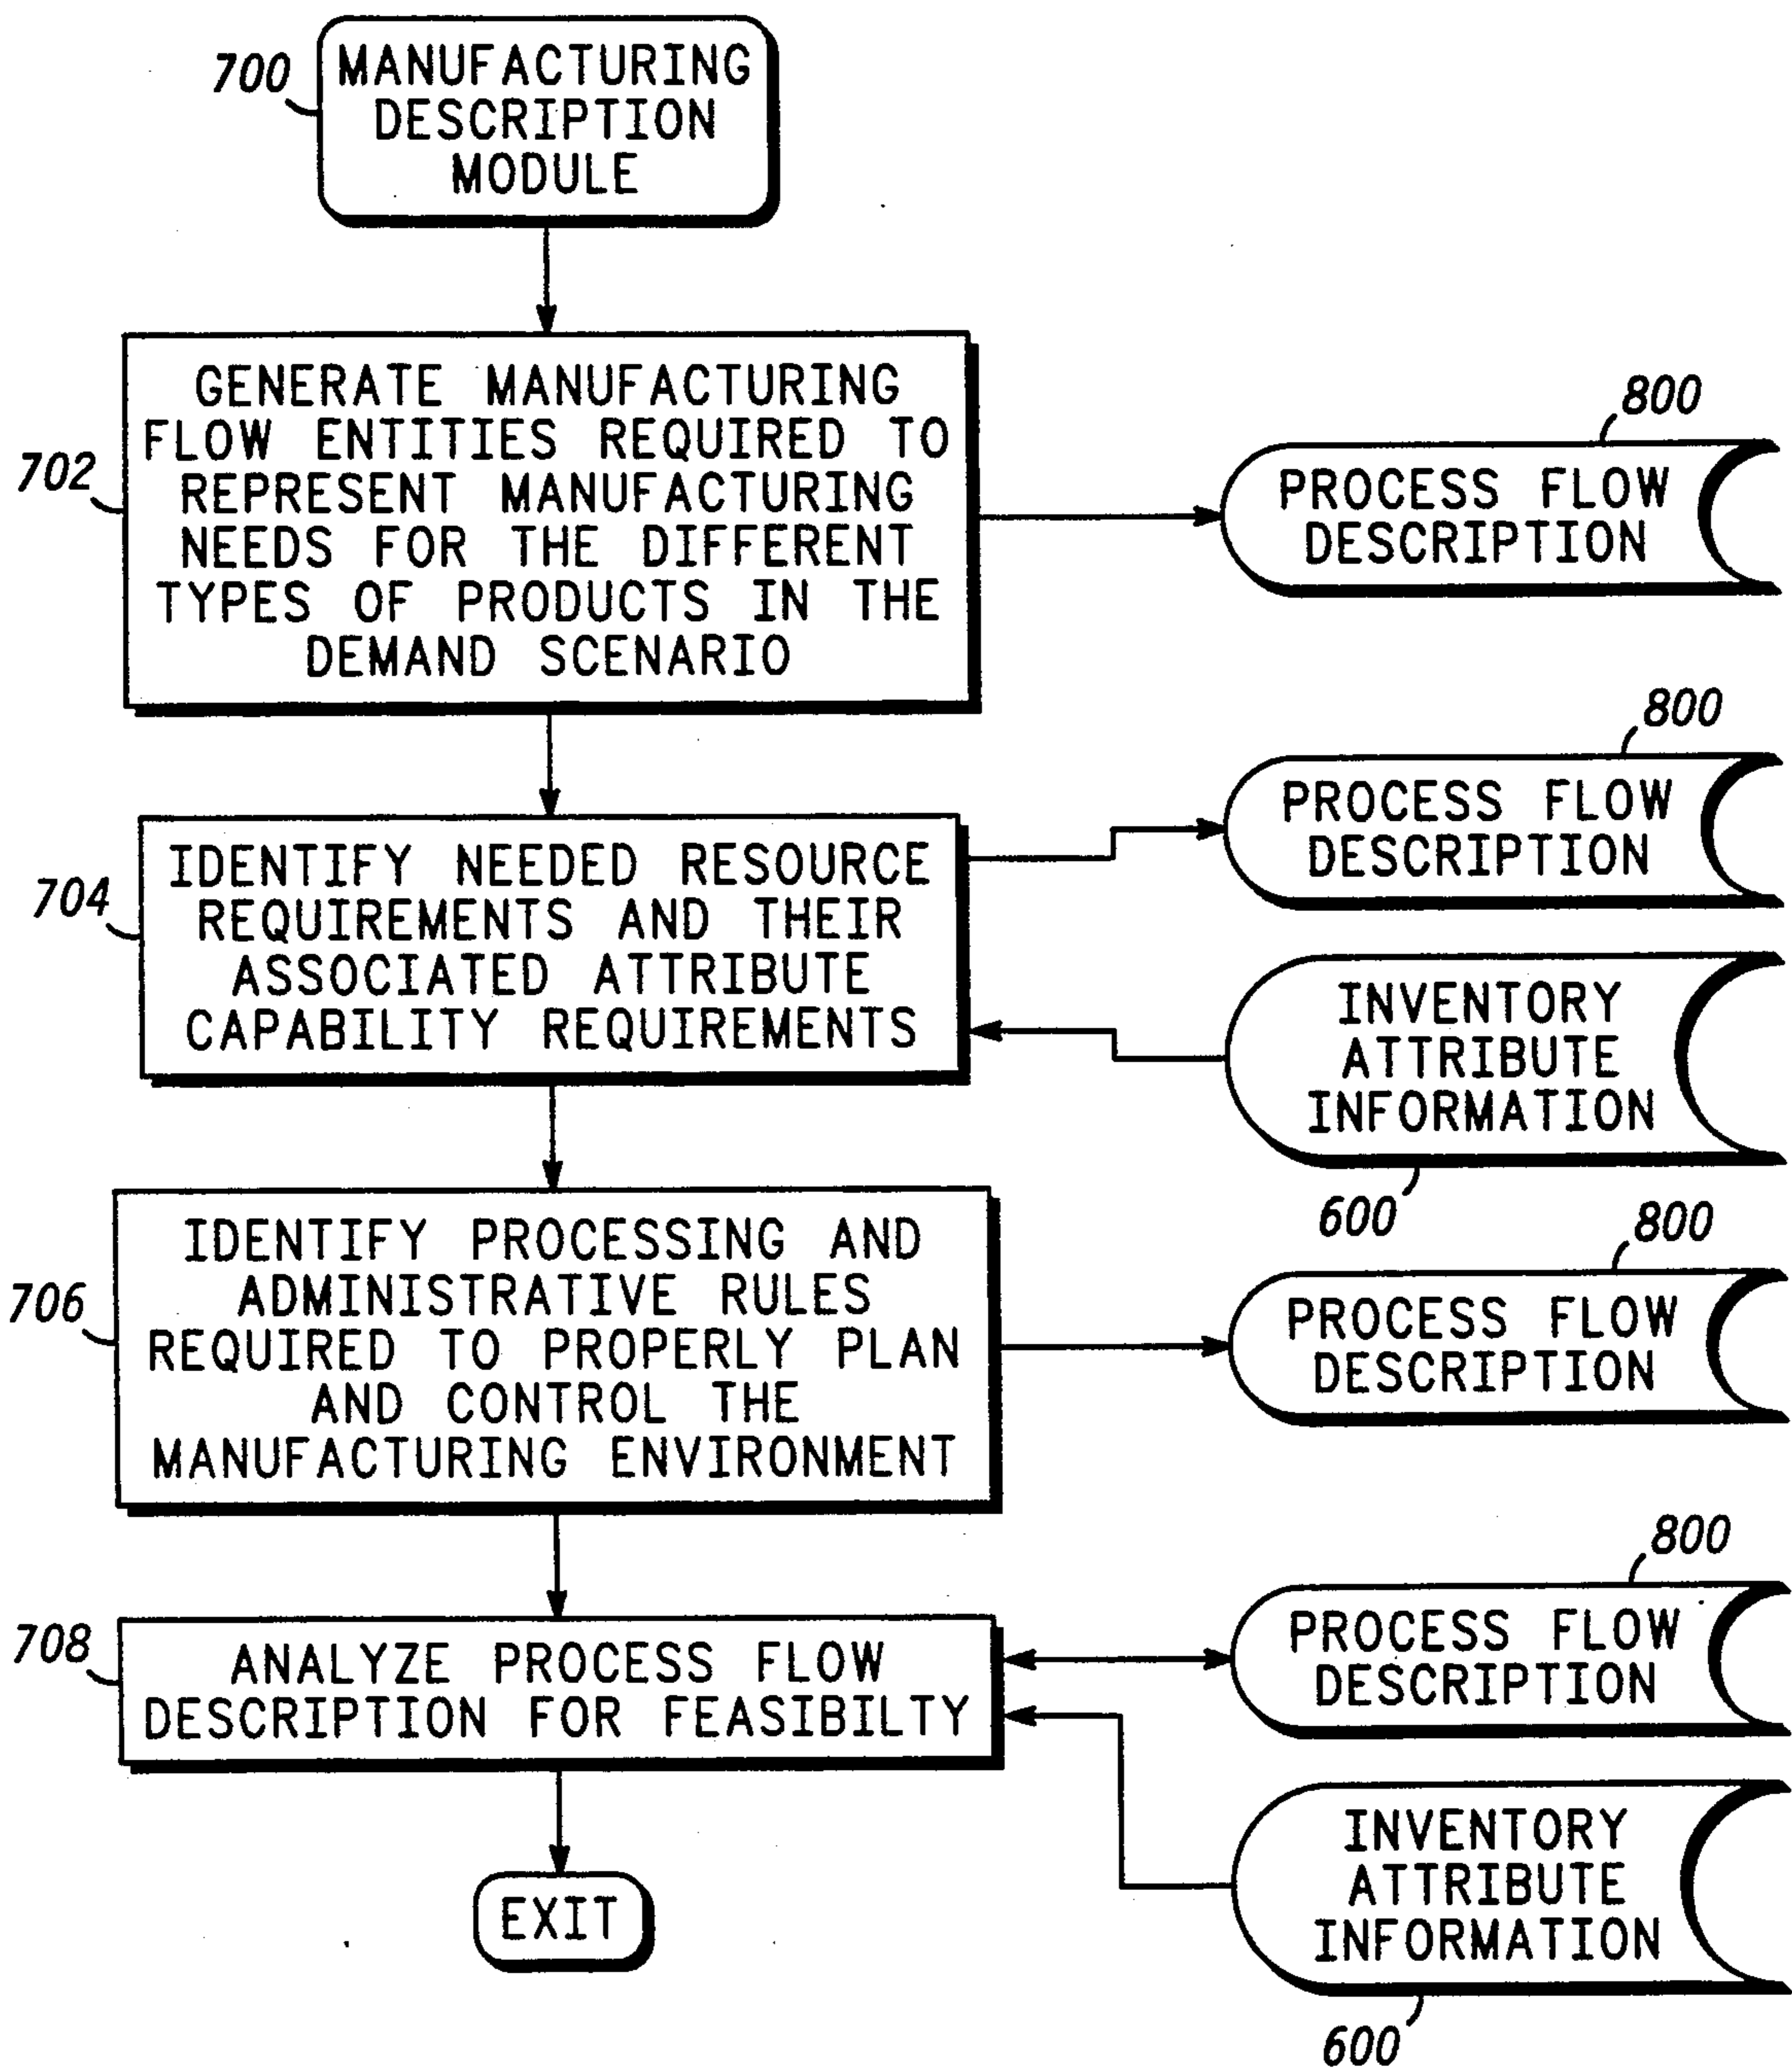 700
MANUFACTURING
DESCRIPTION
MODULE
702
GENERATE MANUFACTURING
FLOW ENTITIES REQUIRED TO
REPRESENT MANUFACTURING
NEEDS FOR THE DIFFERENT
TYPES OF PRODUCTS IN THE
DEMAND SCENARIO
800
PROCESS FLOW
DESCRIPTION
704
IDENTIFY NEEDED RESOURCE
REQUIREMENTS AND THEIR
ASSOCIATED ATTRIBUTE
CAPABILITY REQUIREMENTS
800
PROCESS FLOW
DESCRIPTION
INVENTORY
ATTRIBUTE
INFORMATION
600
706
IDENTIFY PROCESSING AND
ADMINISTRATIVE RULES
REQUIRED TO PROPERLY PLAN
AND CONTROL THE
MANUFACTURING ENVIRONMENT
800
PROCESS FLOW
DESCRIPTION
708
ANALYZE PROCESS FLOW
DESCRIPTION FOR FEASIBILTY
800
PROCESS FLOW
DESCRIPTION
INVENTORY
ATTRIBUTE
INFORMATION
600
EXIT